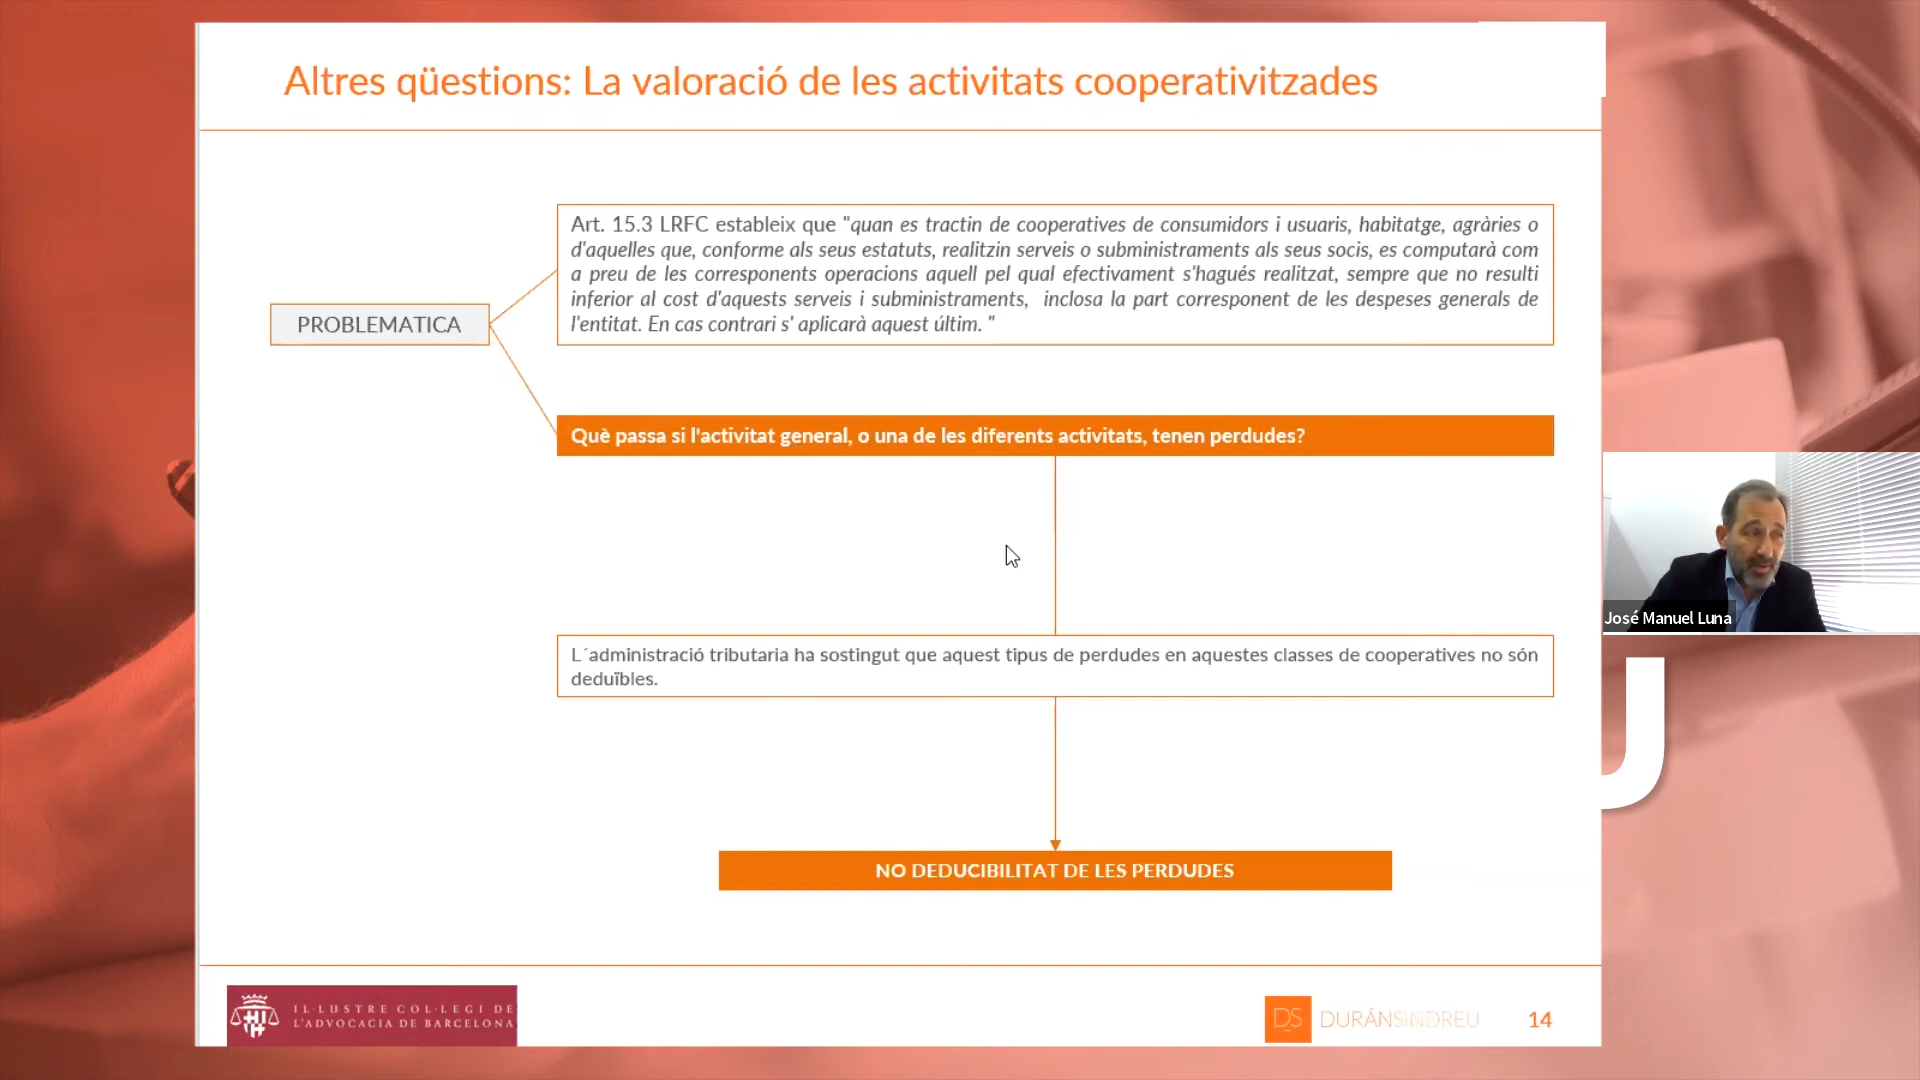 Altres qüestions: La valoració de les activitats cooperativitzades
Art. 15.3 LRFC estableix que "quan es tractin de cooperatives de consumidors i usuaris, habitatge, agràries o
d'aquelles que, conforme als seus estatuts, realitzin serveis o subministraments als seus socis, es computarà com
a preu de les corresponents operacions aquell pel qual efectivament s'hagués realitzat, sempre que no resulti
inferior al cost d'aquests serveis i subministraments, inclosa la part corresponent de les despeses generals de
l'entitat. En cas contrari s' aplicarà aquest últim. "
PROBLEMATICA
Què passa si l'activitat general, o una de les diferents activitats, tenen perdudes?
José Manuel Luna
L´administració tributaria ha sostingut que aquest tipus de perdudes en aquestes classes de cooperatives no són
deduïbles.
NO DEDUCIBILITAT DE LES PERDUDES
IL·LUSTRE COL·LEGI DE
L'ADVOCACIA DE BARCELONA
DS DURÁNSINDREU
14